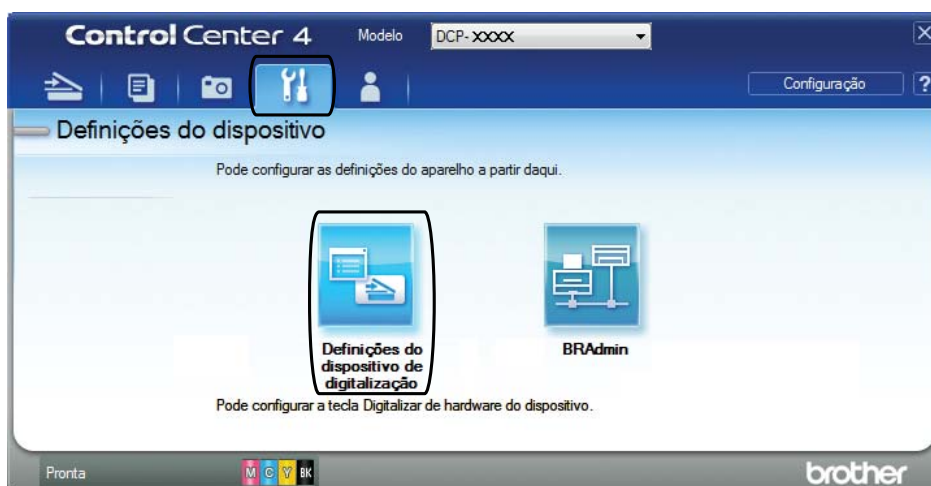 Control Center 4
Modelo
DCP-XXXX
Configuração
?
Definições do dispositivo
Pode configurar as definições do aparelho a partir daqui.
Definições do
dispositivo de
digitalização
BRAdmin
Pode configurar a tecla Digitalizar de hardware do dispositivo.
Pronta
M C Y BK
brother